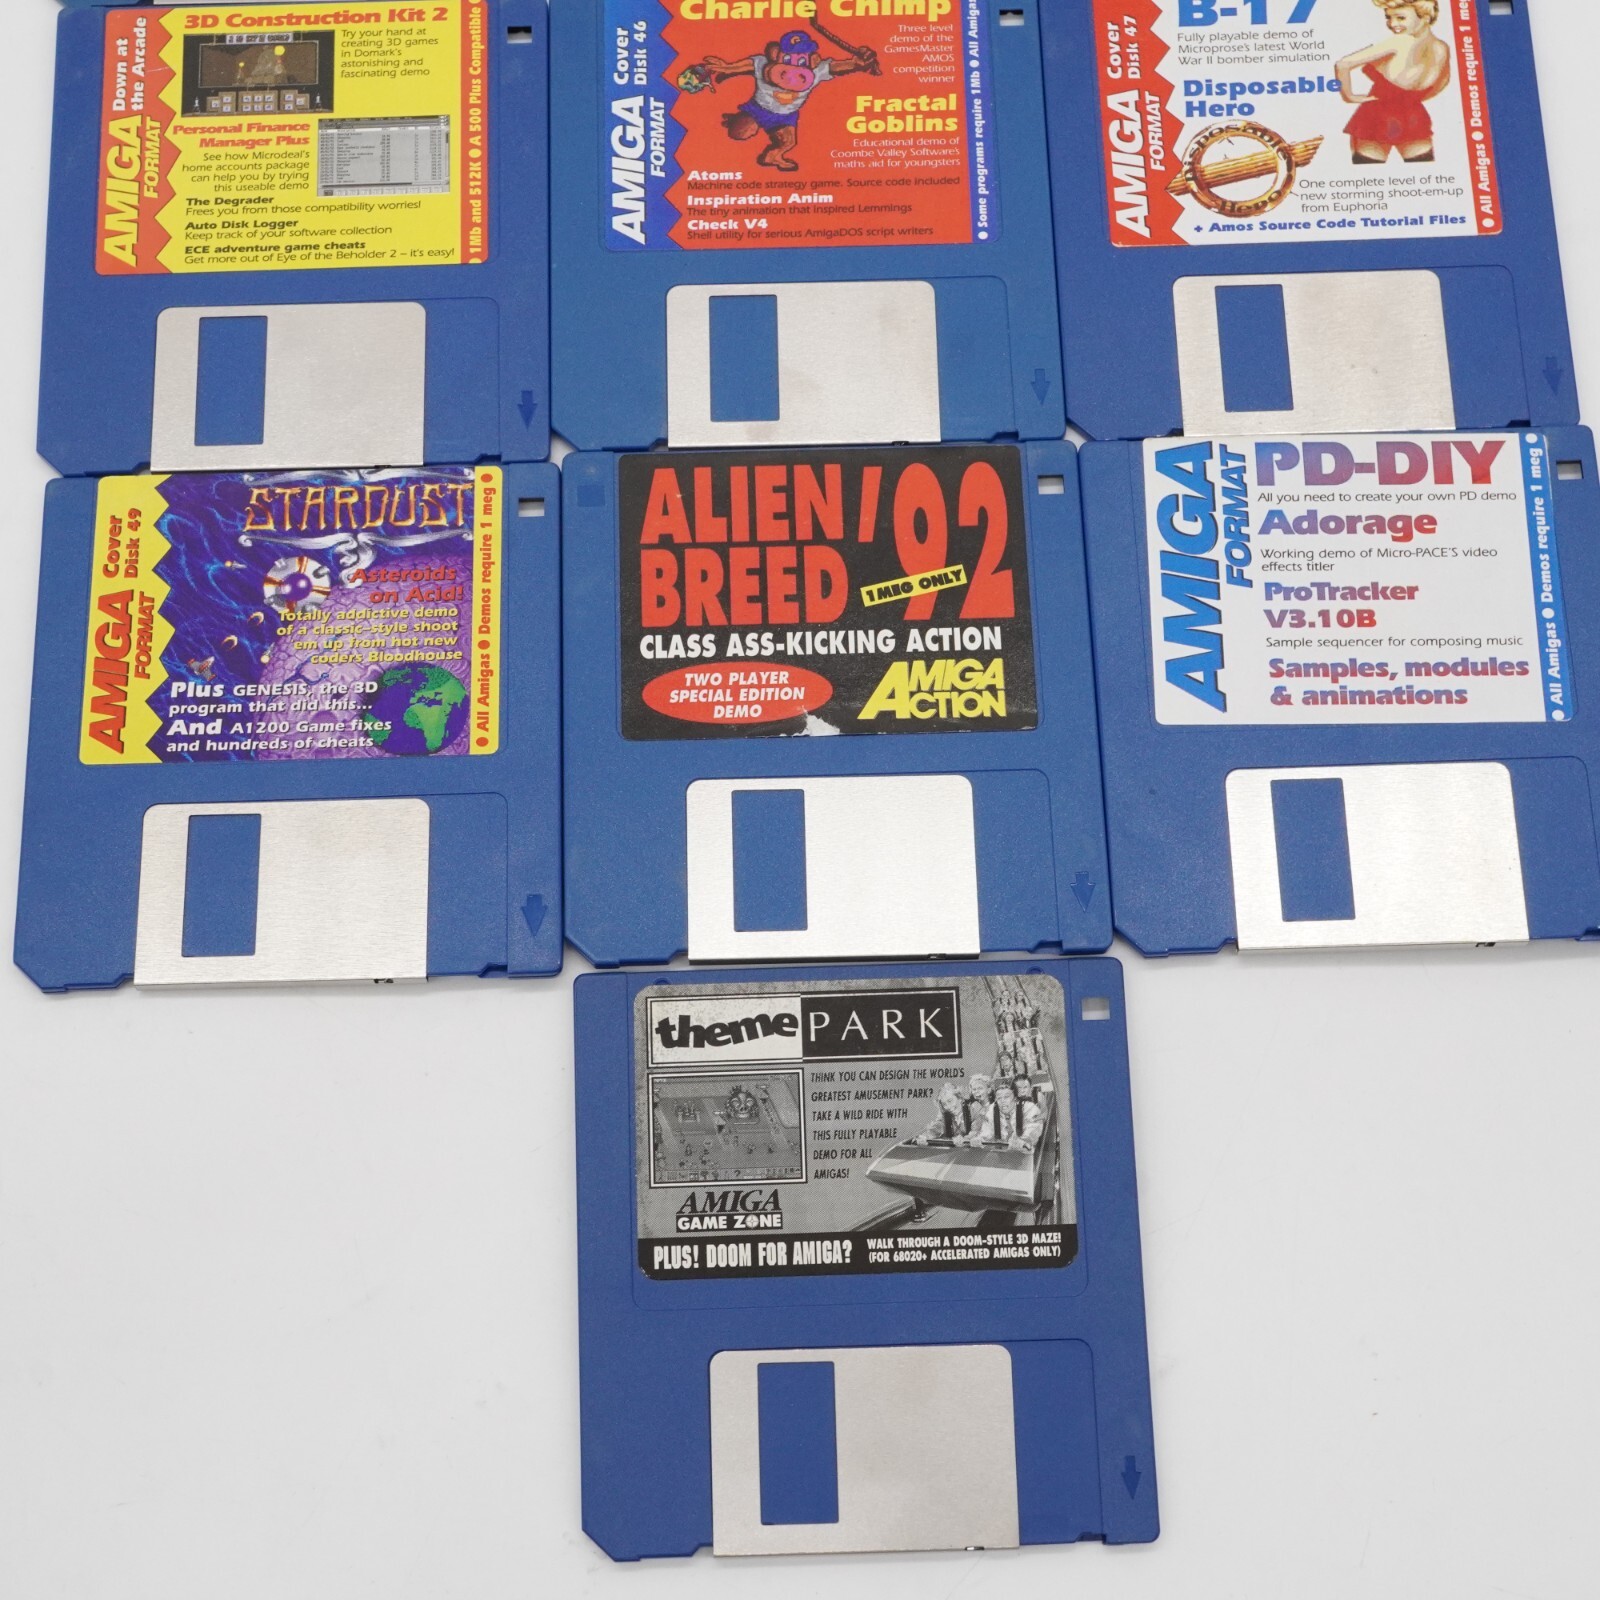 AMIGA
FORMAT
Down at
the Arcade
3D Construction Kit 2
Try your hand at
creating 3D games
in Domark's
astonishing and
fascinating demo
Personal Finance
Manager Plus
See how Microdeal's
home accounts package
can help you by trying
this useable demo
The Degrader
Frees you from those compatibility worries!
Auto Disk Logger
Keep track of your software collection
ECE adventure game cheats
Get more out of Eye of the Beholder 2 – it's easy!
● 1Mb and 512K ● A500 Plus Compatible
AMIGA
FORMAT
Cover
Disk 46
Charlie Chimp
Three level
demo of the
GamesMaster
AMOS
competition
winner
Fractal
Goblins
Educational demo of
Coombe Valley Software's
maths aid for youngsters
Atoms
Machine code strategy game. Source code included
Inspiration Anim
The tiny animation that inspired Lemmings
Check V4
Shell utility for serious AmigaDOS script writers
● Some programs require 1Mb ● All Amigas
AMIGA
FORMAT
Cover
Disk 47
B-17
Fully playable demo of
Microprose's latest World
War II bomber simulation
Disposable
Hero
Disposable
Hero
One complete level of the
new storming shoot-em-up
from Euphoria
+ Amos Source Code Tutorial Files
● All Amigas ● Demos require 1 meg
AMIGA
FORMAT
Cover
Disk 49
STARDUST
Asteroids
on Acid!
Totally addictive demo
of a classic-style shoot
em up from hot new
coders Bloodhouse
Plus GENESIS, the 3D
program that did this...
And A1200 Game fixes
and hundreds of cheats
● All Amigas ● Demos require 1 meg ●
ALIEN
BREED
/92
1 MEG ONLY
CLASS ASS-KICKING ACTION
TWO PLAYER
SPECIAL EDITION
DEMO
AMIGA
ACTION
AMIGA
FORMAT
PD-DIY
All you need to create your own PD demo
Adorage
Working demo of Micro-PACE'S video
effects titler
ProTracker
V3.10B
Sample sequencer for composing music
Samples, modules
& animations
● All Amigas ● Demos require 1 meg ●
theme PARK
THINK YOU CAN DESIGN THE WORLD'S
GREATEST AMUSEMENT PARK?
TAKE A WILD RIDE WITH
THIS FULLY PLAYABLE
DEMO FOR ALL
AMIGAS!
AMIGA
GAME ZONE
PLUS! DOOM FOR AMIGA?
WALK THROUGH A DOOM-STYLE 3D MAZE!
(FOR 68020+ ACCELERATED AMIGAS ONLY)